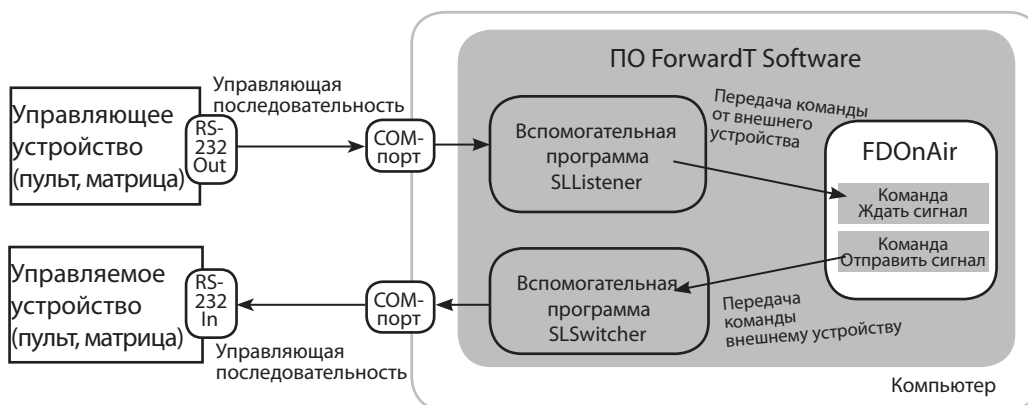 ПО ForwardT Software
Управляющее
устройство
(пульт, матрица)
RS-
232
Out
Управляющая
последовательность
COM-
порт
Вспомогательная
программа
SLListener
Передача команды
от внешнего
устройства
FDOnAir
Команда
Ждать сигнал
Команда
Отправить сигнал
Управляемое
устройство
(пульт, матрица)
RS-
232
In
Управляющая
последовательность
COM-
порт
Вспомогательная
программа
SLSwitcher
Передача
команды
внешнему устройству
Компьютер